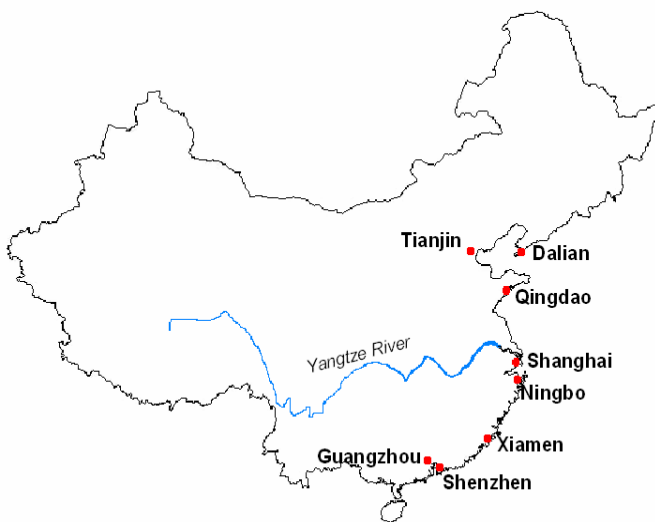 Tianjin
Dalian
Qingdao
Yangtze River
Shanghai
Ningbo
Xiamen
Guangzhou
Shenzhen